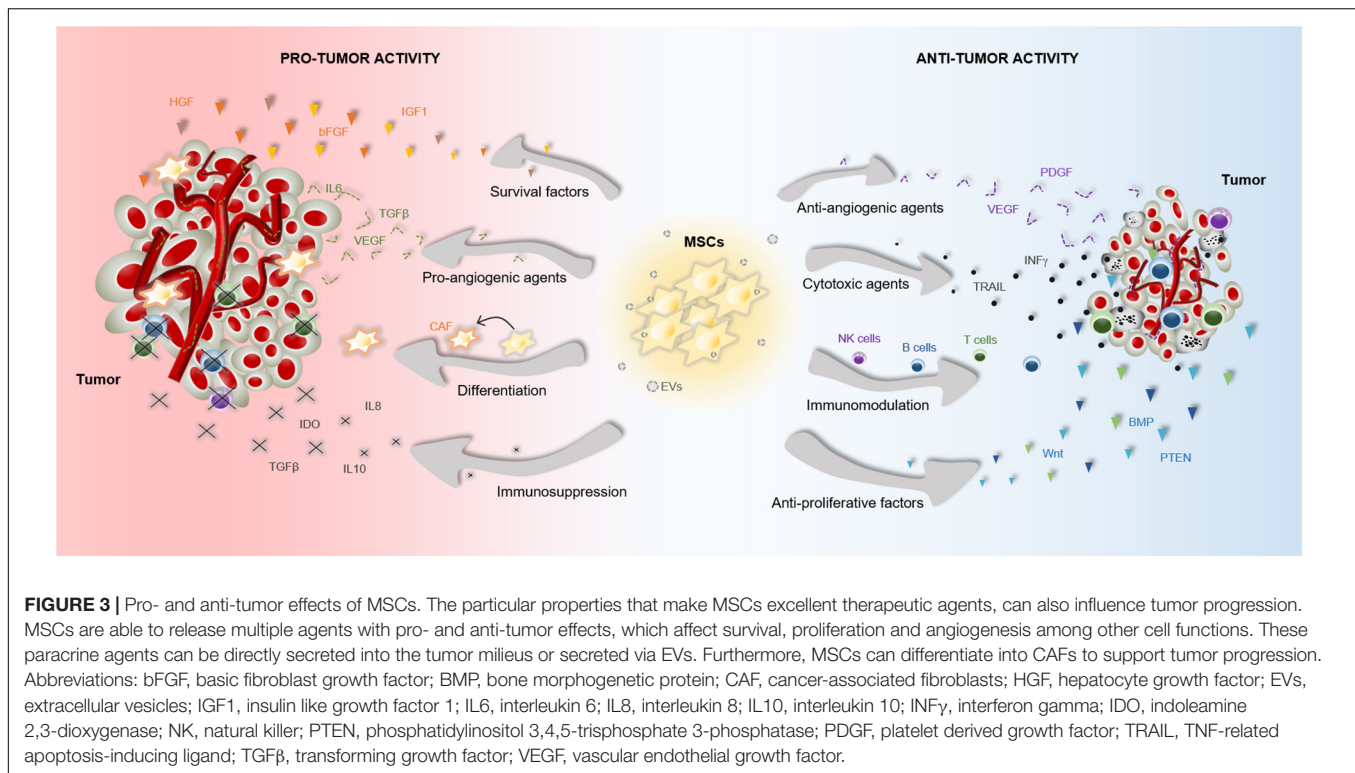 PRO-TUMOR ACTIVITY
ANTI-TUMOR ACTIVITY
HGF
IGF1
bFGF
Survival factors
IL6
TGFβ
VEGF
Pro-angiogenic agents
CAF
Differentiation
Tumor
IL8
IDO
TGFβ
IL10
Immunosuppression
MSCs
EVs
PDGF
Tumor
VEGF
Anti-angiogenic agents
INFγ
TRAIL
Cytotoxic agents
NK cells
B cells
T cells
Immunomodulation
BMP
Wnt
PTEN
Anti-proliferative factors
FIGURE 3 | Pro- and anti-tumor effects of MSCs. The particular properties that make MSCs excellent therapeutic agents, can also influence tumor progression.
MSCs are able to release multiple agents with pro- and anti-tumor effects, which affect survival, proliferation and angiogenesis among other cell functions. These
paracrine agents can be directly secreted into the tumor milieus or secreted via EVs. Furthermore, MSCs can differentiate into CAFs to support tumor progression.
Abbreviations: bFGF, basic fibroblast growth factor; BMP, bone morphogenetic protein; CAF, cancer-associated fibroblasts; HGF, hepatocyte growth factor; EVs,
extracellular vesicles; IGF1, insulin like growth factor 1; IL6, interleukin 6; IL8, interleukin 8; IL10, interleukin 10; INFγ, interferon gamma; IDO, indoleamine
2,3-dioxygenase; NK, natural killer; PTEN, phosphatidylinositol 3,4,5-trisphosphate 3-phosphatase; PDGF, platelet derived growth factor; TRAIL, TNF-related
apoptosis-inducing ligand; TGFβ, transforming growth factor; VEGF, vascular endothelial growth factor.